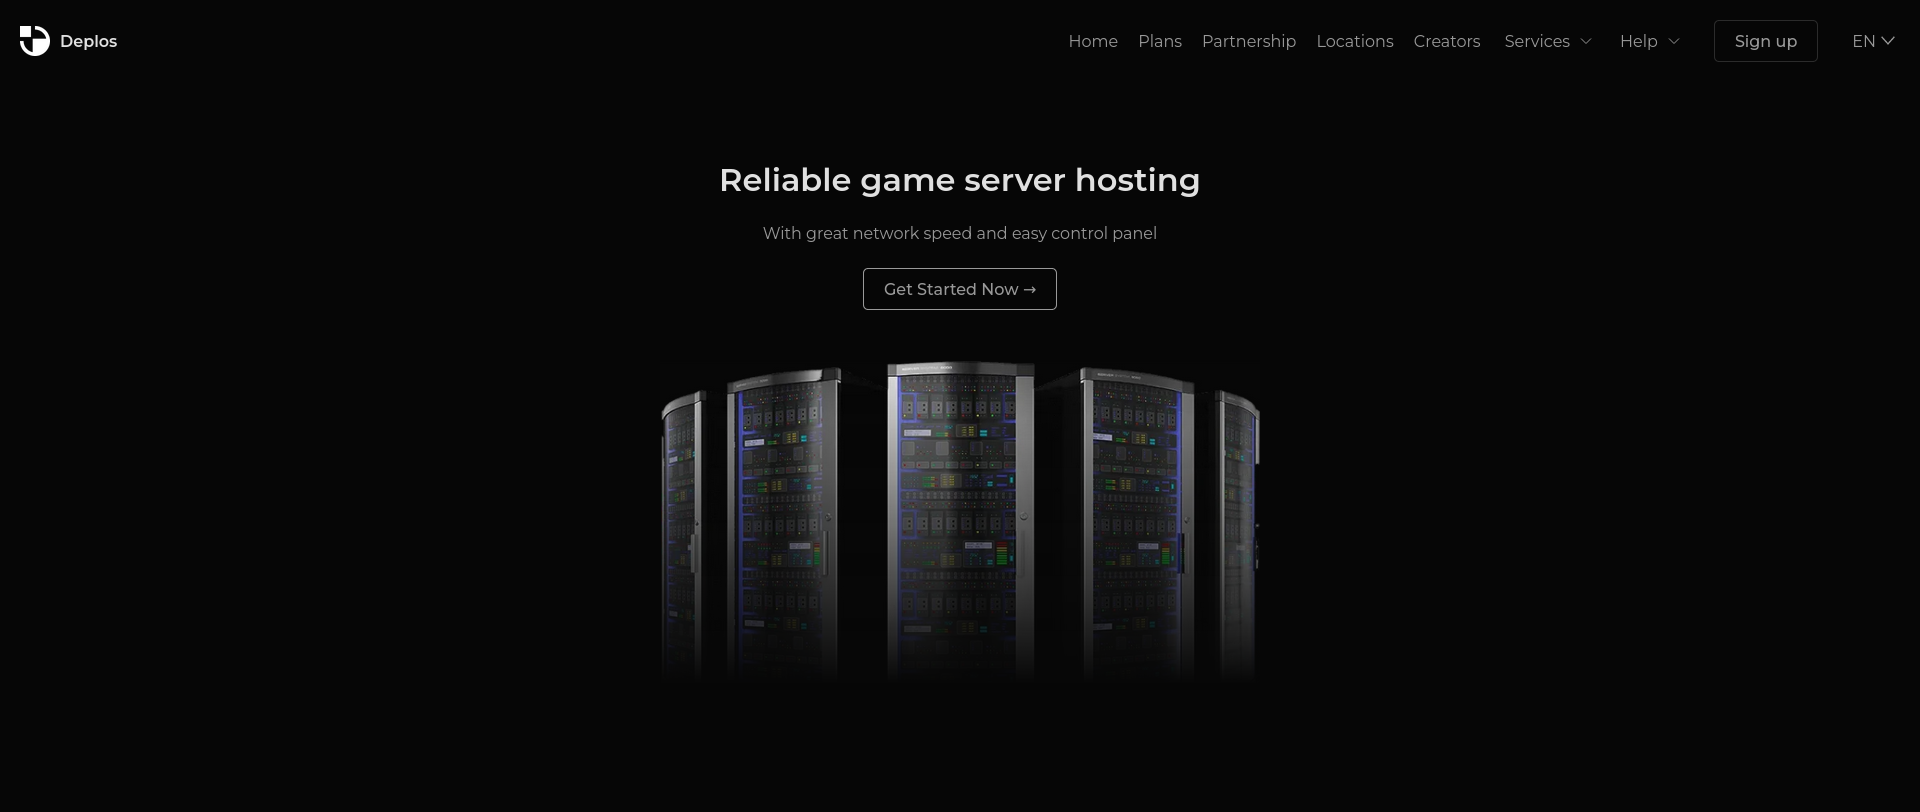 Deplos
Home Plans Partnership Locations Creators Services Help Sign up EN
Reliable game server hosting
With great network speed and easy control panel
Get Started Now →